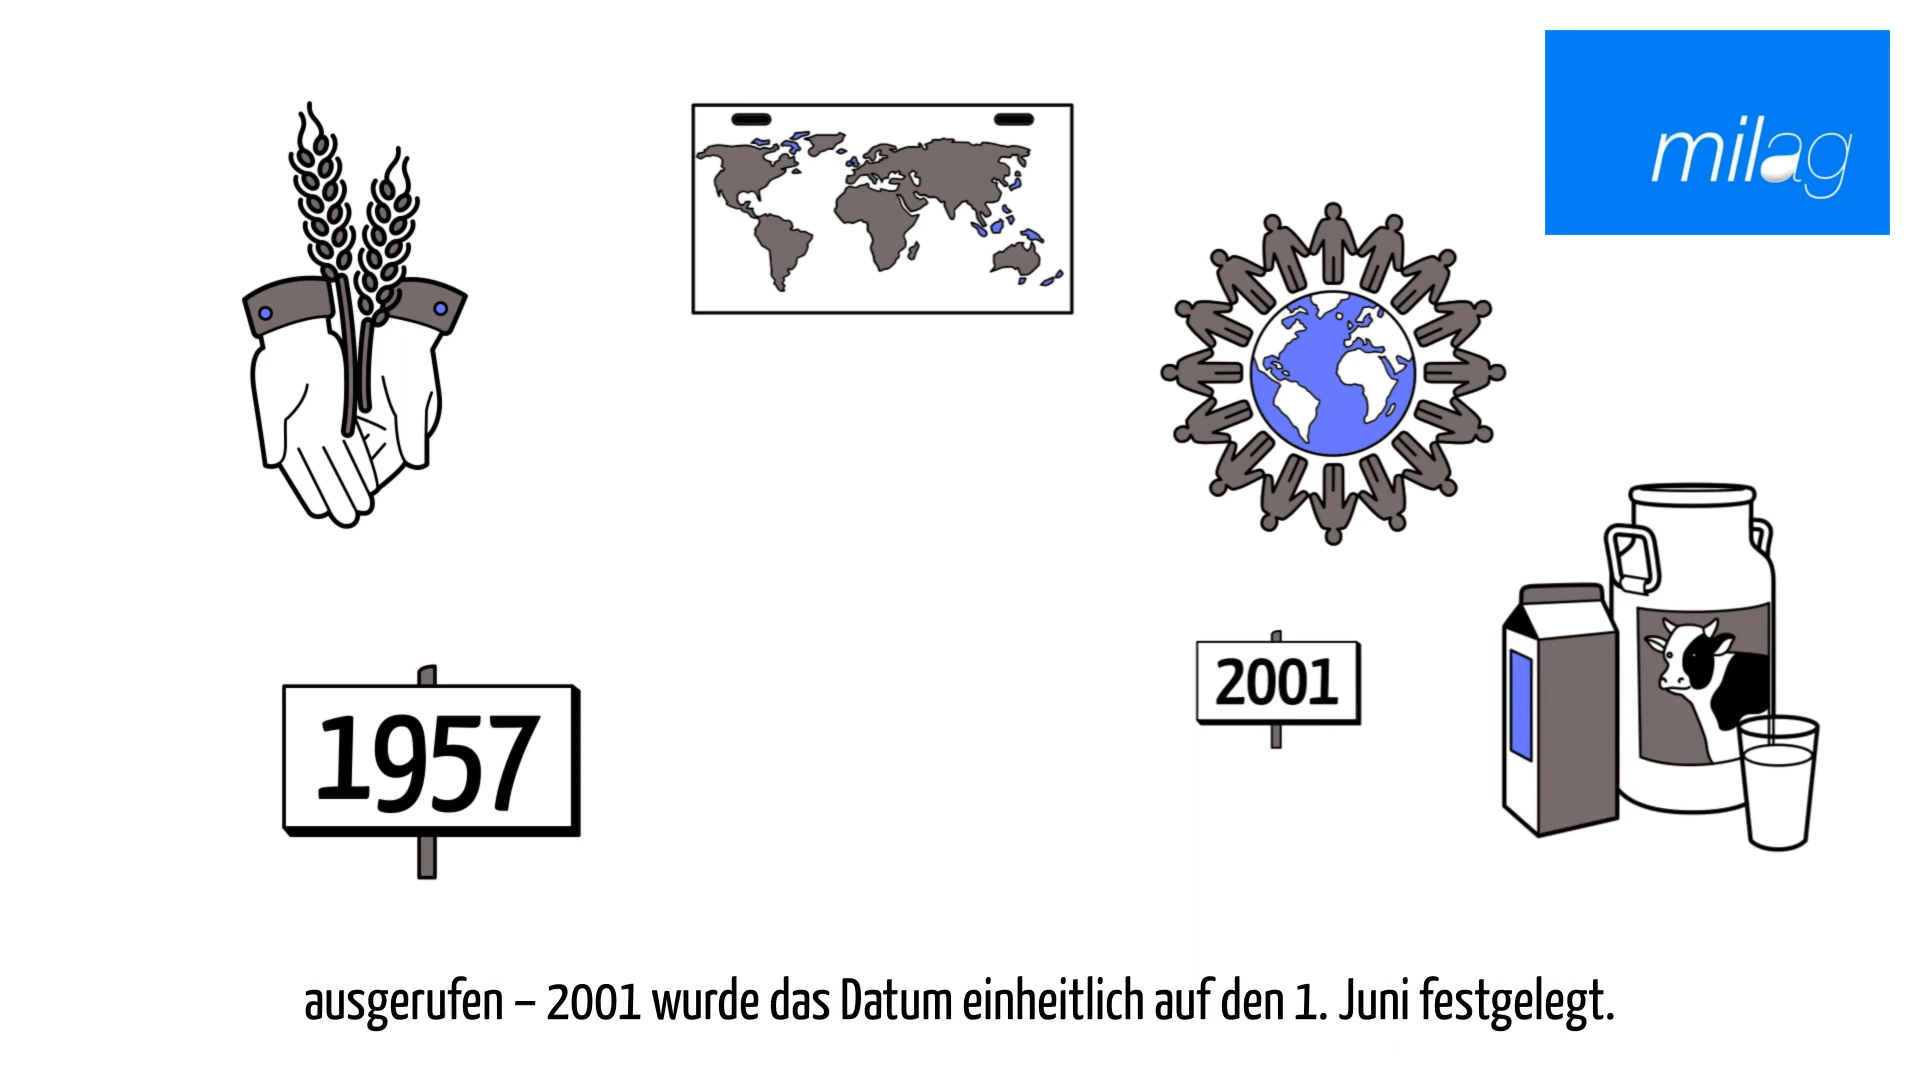 milag
1957
2001
ausgerufen – 2001 wurde das Datum einheitlich auf den 1. Juni festgelegt.